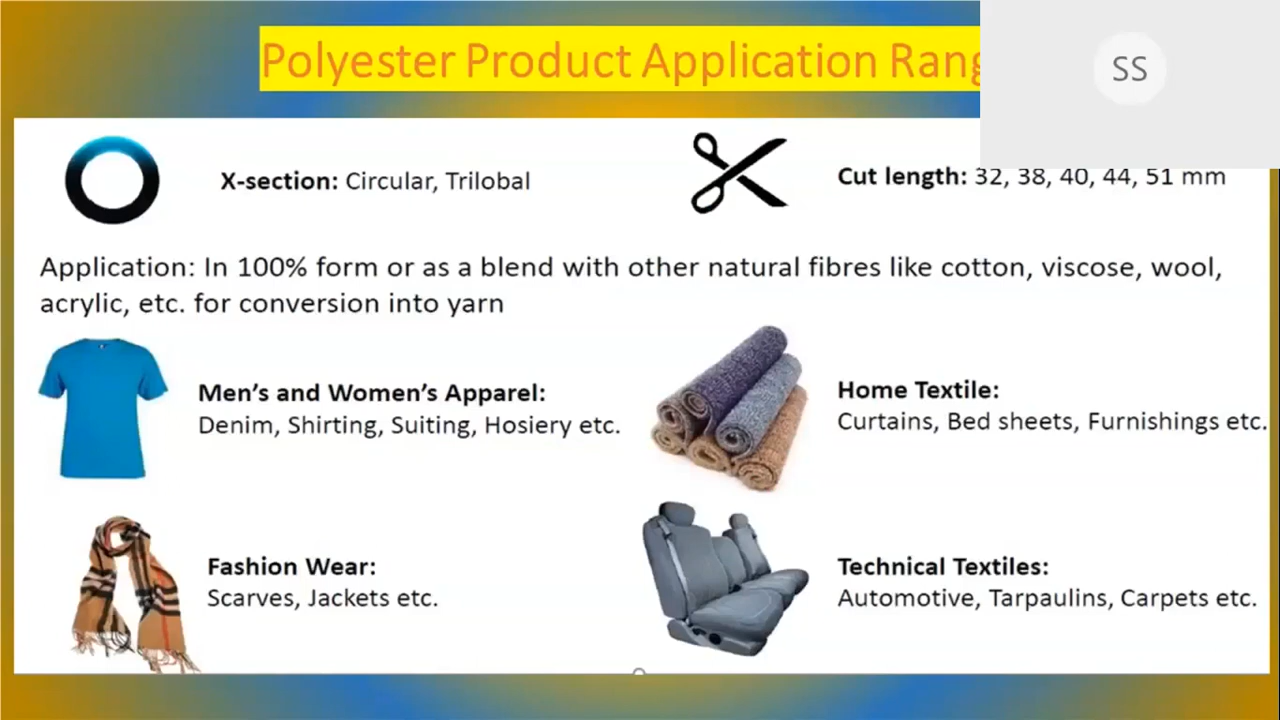 Polyester Product Application Rang
SS
X-section: Circular, Trilobal
Cut length: 32, 38, 40, 44, 51 mm
Application: In 100% form or as a blend with other natural fibres like cotton, viscose, wool,
acrylic, etc. for conversion into yarn
Men’s and Women’s Apparel:
Denim, Shirting, Suiting, Hosiery etc.
Home Textile:
Curtains, Bed sheets, Furnishings etc.
Fashion Wear:
Scarves, Jackets etc.
Technical Textiles:
Automotive, Tarpaulins, Carpets etc.